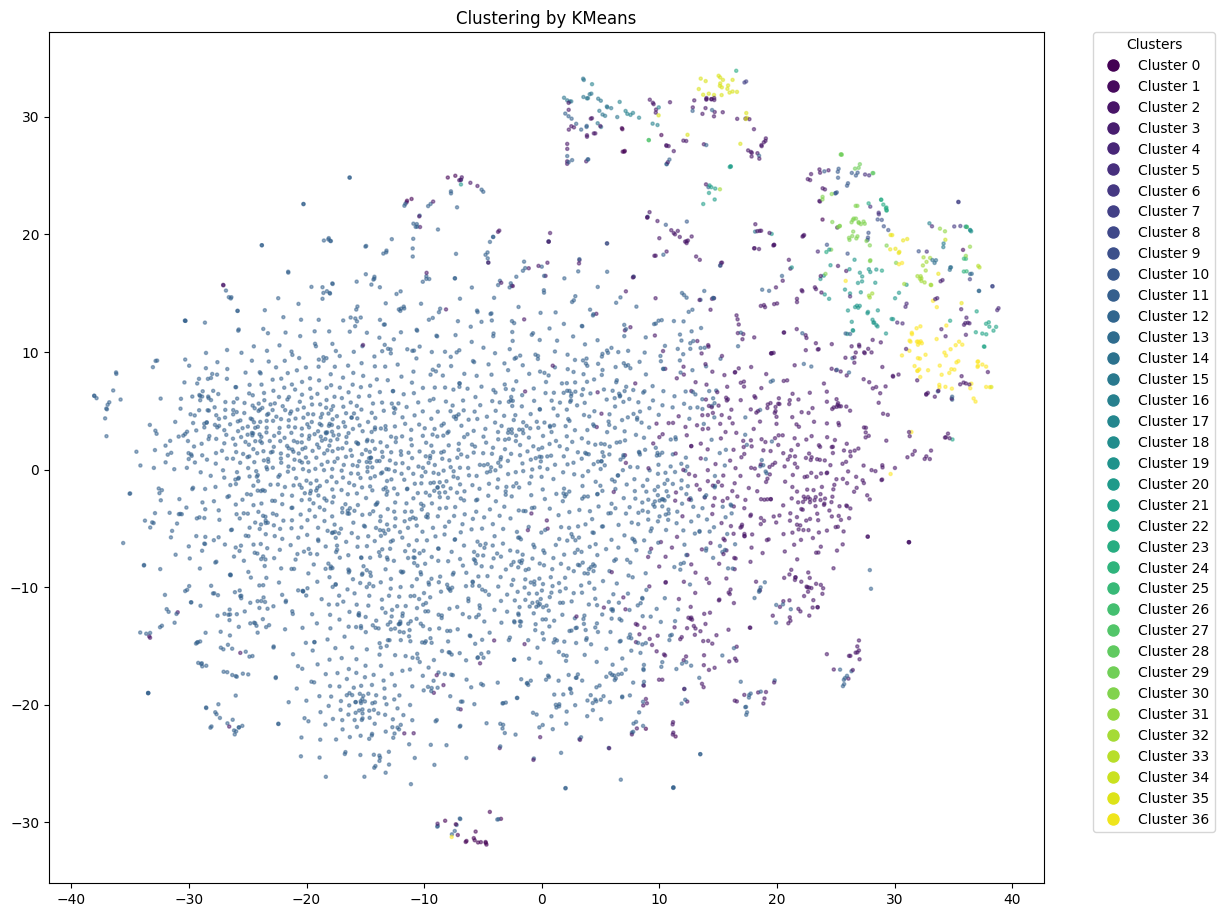 Clustering by KMeans
Clusters
Cluster 0
Cluster 1
Cluster 2
Cluster 3
Cluster 4
Cluster 5
Cluster 6
Cluster 7
Cluster 8
Cluster 9
Cluster 10
Cluster 11
Cluster 12
Cluster 13
Cluster 14
Cluster 15
Cluster 16
Cluster 17
Cluster 18
Cluster 19
Cluster 20
Cluster 21
Cluster 22
Cluster 23
Cluster 24
Cluster 25
Cluster 26
Cluster 27
Cluster 28
Cluster 29
Cluster 30
Cluster 31
Cluster 32
Cluster 33
Cluster 34
Cluster 35
Cluster 36
30
20
10
0
−10
−20
−30
−40 −30 −20 −10 0 10 20 30 40